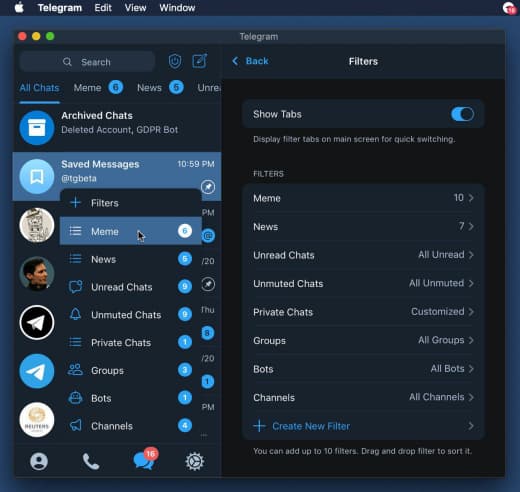 Telegram Edit View Window
18
Telegram
Search
All Chats Meme 6 News 5 Unre
Archived Chats
Deleted Account, GDPR Bot
Saved Messages 10:59 PM
@tgbeta
Filters
PM
Meme 6
@
News 5
/20
Unread Chats 9
Unmuted Chats 9
Thu
8
Private Chats 1
/20
Groups 3
1
Bots 1
PM
REUTERS
Channels 4
...
16
Back
Filters
Show Tabs
Display filter tabs on main screen for quick switching.
FILTERS
Meme 10
News 7
Unread Chats All Unread
Unmuted Chats All Unmuted
Private Chats Customized
Groups All Groups
Bots All Bots
Channels All Channels
Create New Filter
You can add up to 10 filters. Drag and drop filter to sort it.